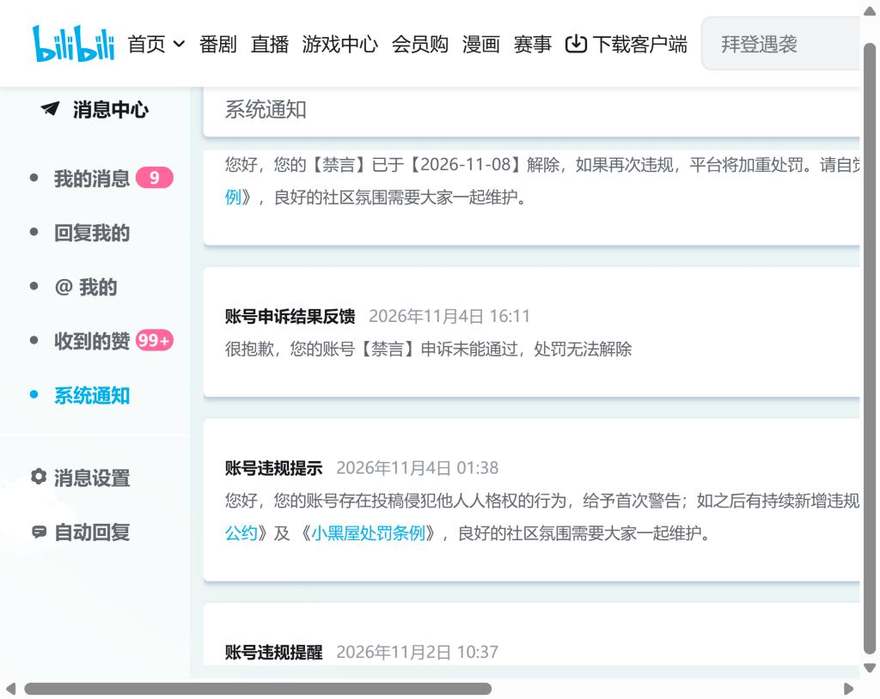 bilibili 首页 番剧 直播 游戏中心 会员购 漫画 赛事 下载客户端 拜登遇袭
消息中心
我的消息 9
回复我的
@ 我的
收到的赞 99+
系统通知
消息设置
自动回复
系统通知
您好，您的【禁言】已于【2026-11-08】解除，如果再次违规，平台将加重处罚。请自觉
例》，良好的社区氛围需要大家一起维护。
账号申诉结果反馈 2026年11月4日 16:11
很抱歉，您的账号【禁言】申诉未能通过，处罚无法解除
账号违规提示 2026年11月4日 01:38
您好，您的账号存在投稿侵犯他人人格权的行为，给予首次警告；如之后有持续新增违规
公约》及 《小黑屋处罚条例》，良好的社区氛围需要大家一起维护。
账号违规提醒 2026年11月2日 10:37